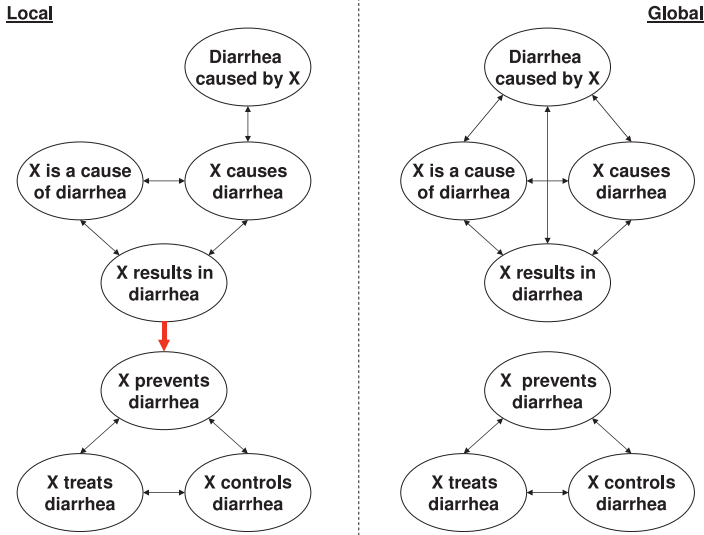 Local
Diarrhea
caused by X
X is a cause
of diarrhea
X causes
diarrhea
X results in
diarrhea
X prevents
diarrhea
X treats
diarrhea
X controls
diarrhea
Global
Diarrhea
caused by X
X is a cause
of diarrhea
X causes
diarrhea
X results in
diarrhea
X prevents
diarrhea
X treats
diarrhea
X controls
diarrhea